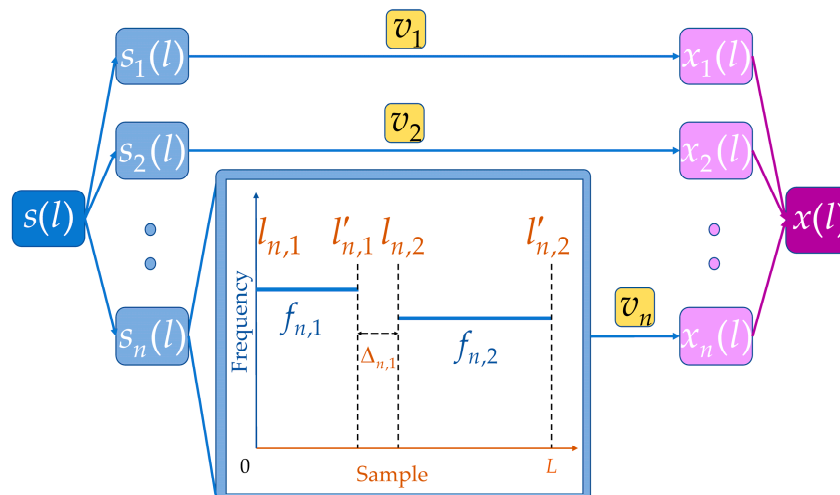 v₁
s₁(l)
x₁(l)
v₂
s₂(l)
x₂(l)
s(l)
x(l)
lₙ,₁ l′ₙ,₁ lₙ,₂ l′ₙ,₂
Frequency
fₙ,₁
Δₙ,₁
fₙ,₂
0
L
Sample
sₙ(l)
vₙ
xₙ(l)